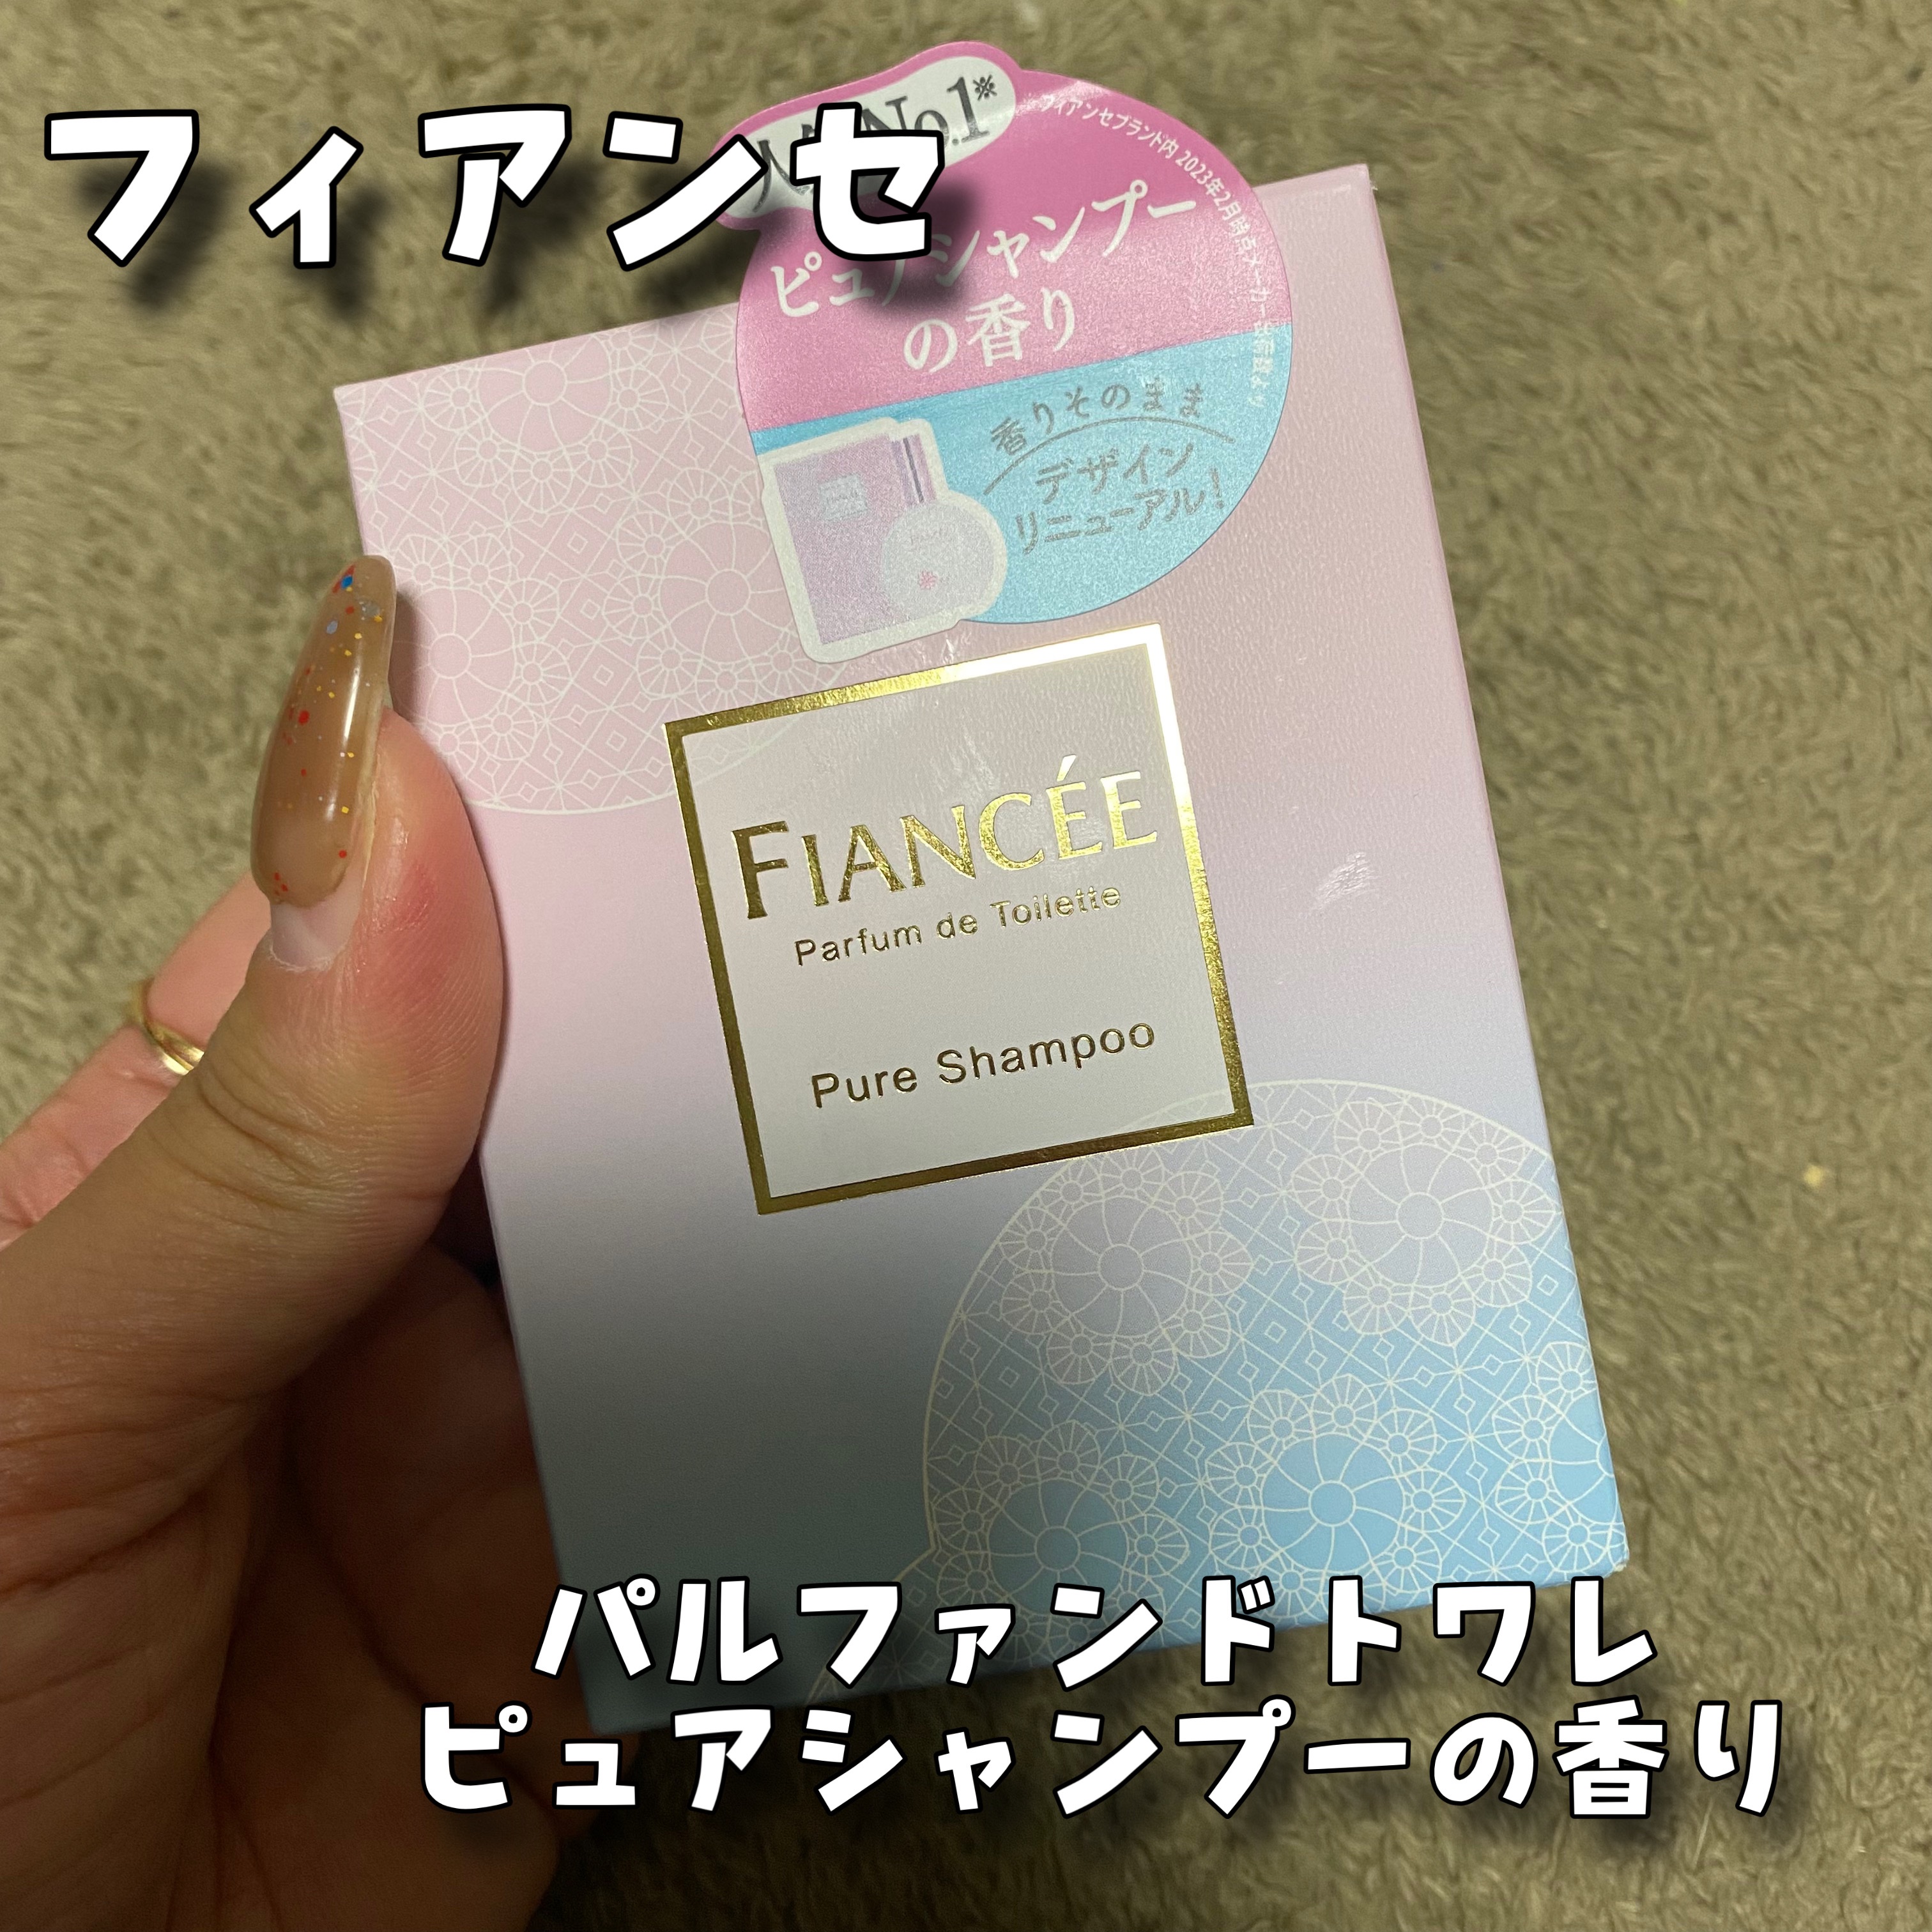 フィアンセ
No.1※
フィアンセブランド内 2023年2月時点 メーカー出荷金額より
ピュアシャンプー
の香り
香りそのまま
デザイン
リニューアル!
FIANCÉE
Parfum de Toilette
Pure Shampoo
パルファンドトワレ
ピュアシャンプーの香り